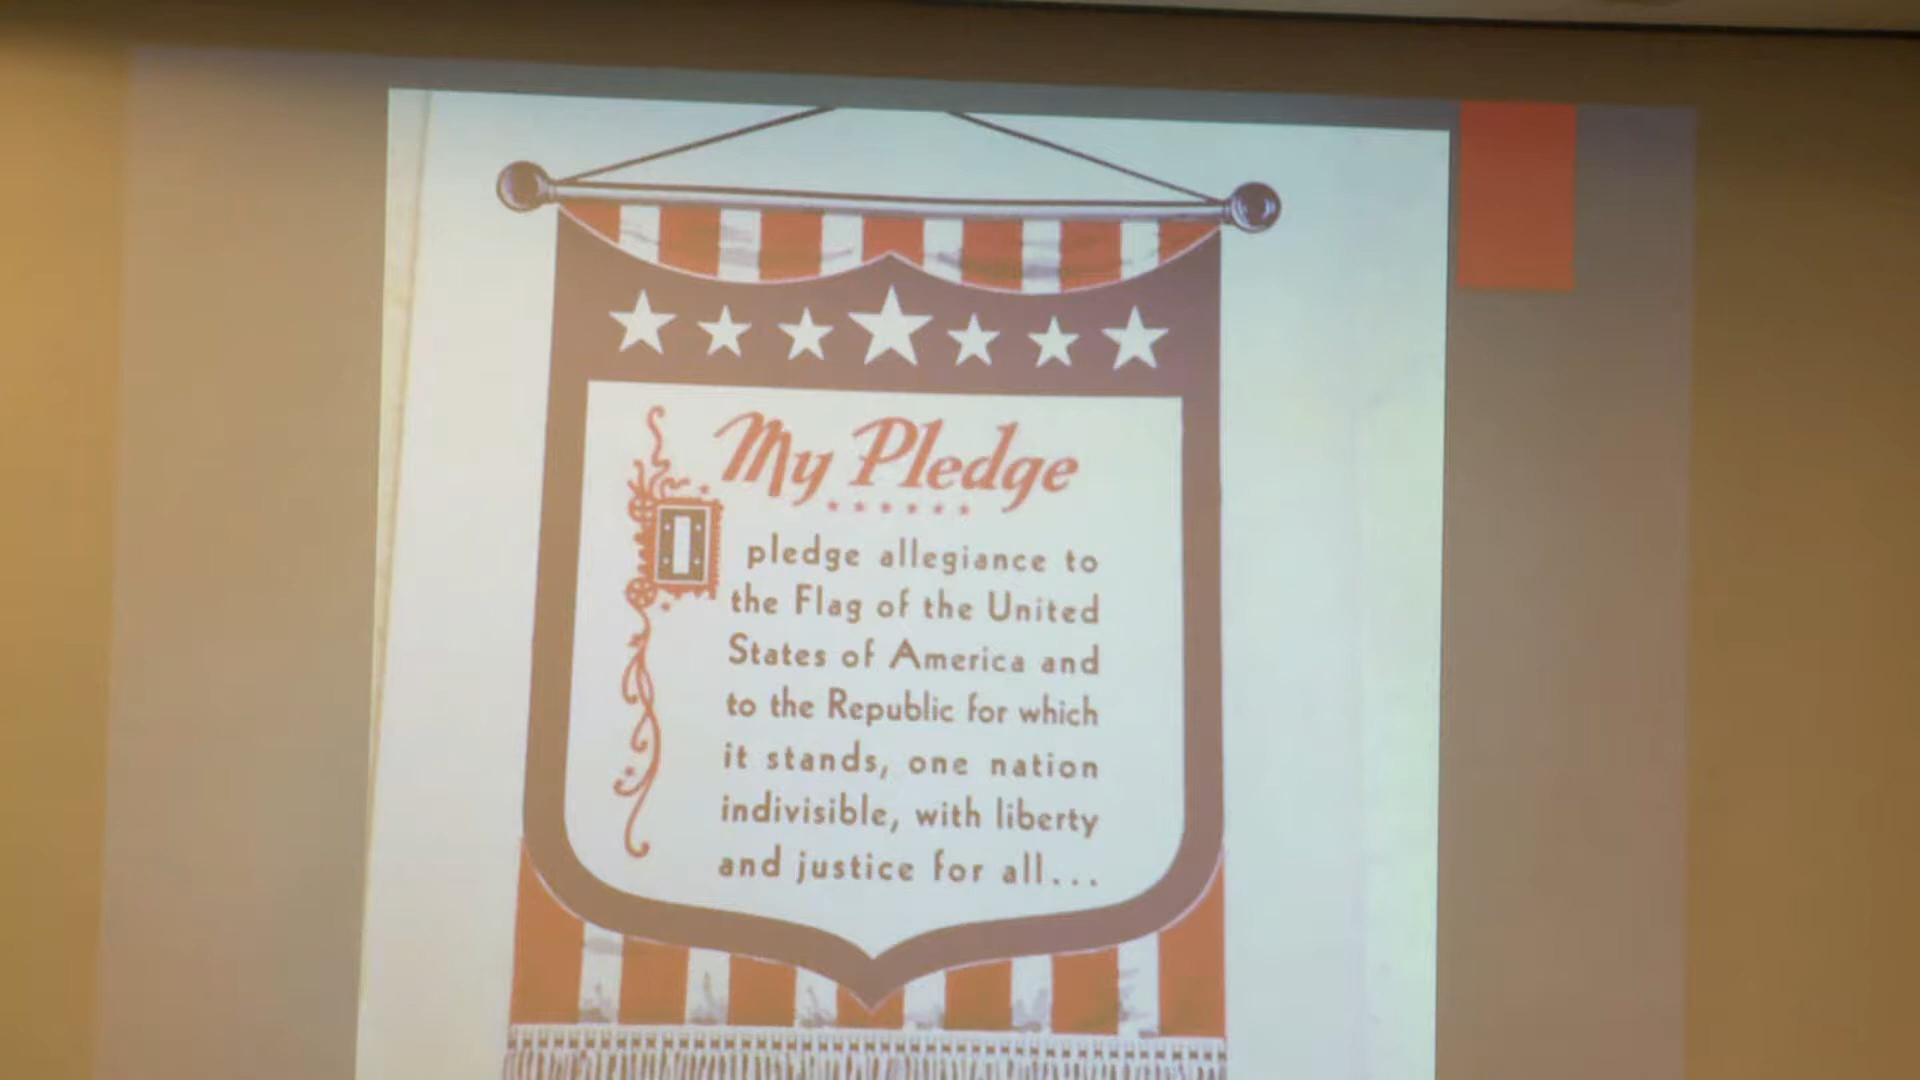 My Pledge
I pledge allegiance to
the Flag of the United
States of America and
to the Republic for which
it stands, one nation
indivisible, with liberty
and justice for all...